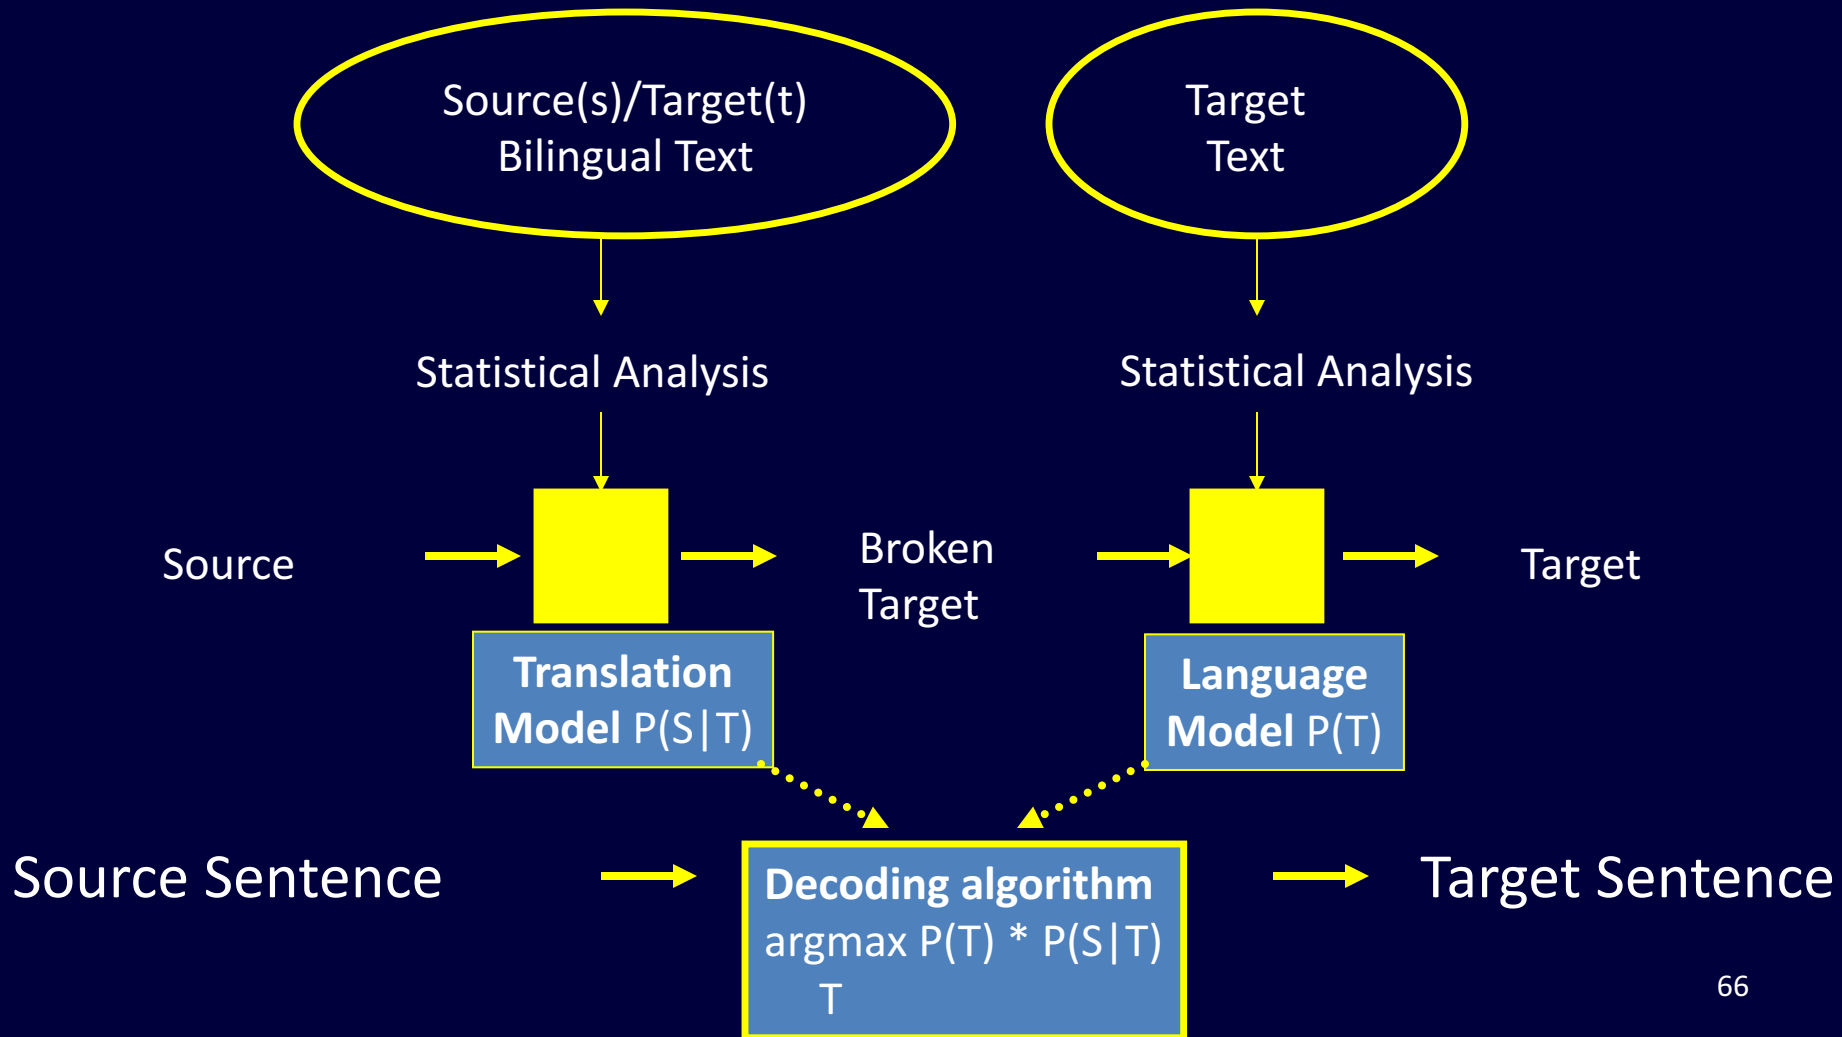 Source(s)/Target(t)
Bilingual Text
Target
Text
Statistical Analysis
Statistical Analysis
Source
Broken
Target
Target
Translation
Model P(S|T)
Language
Model P(T)
Source Sentence
Decoding algorithm
argmax P(T) * P(S|T)
T
Target Sentence
66